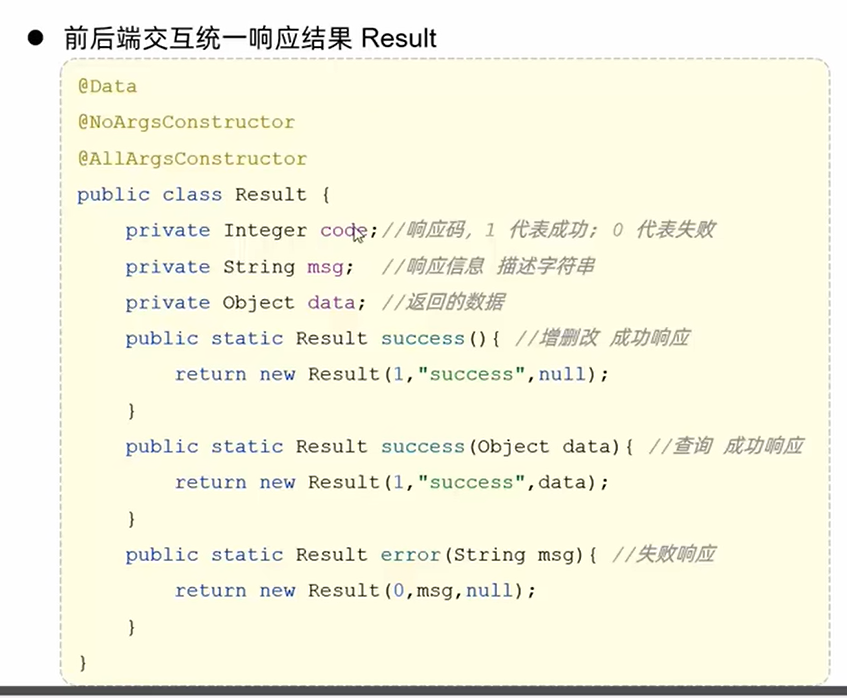 ● 前后端交互统一响应结果 Result
@Data
@NoArgsConstructor
@AllArgsConstructor
public class Result {
    private Integer code;//响应码，1 代表成功; 0 代表失败
    private String msg;  //响应信息 描述字符串
    private Object data; //返回的数据
    public static Result success(){ //增删改 成功响应
        return new Result(1,"success",null);
    }
    public static Result success(Object data){ //查询 成功响应
        return new Result(1,"success",data);
    }
    public static Result error(String msg){ //失败响应
        return new Result(0,msg,null);
    }
}